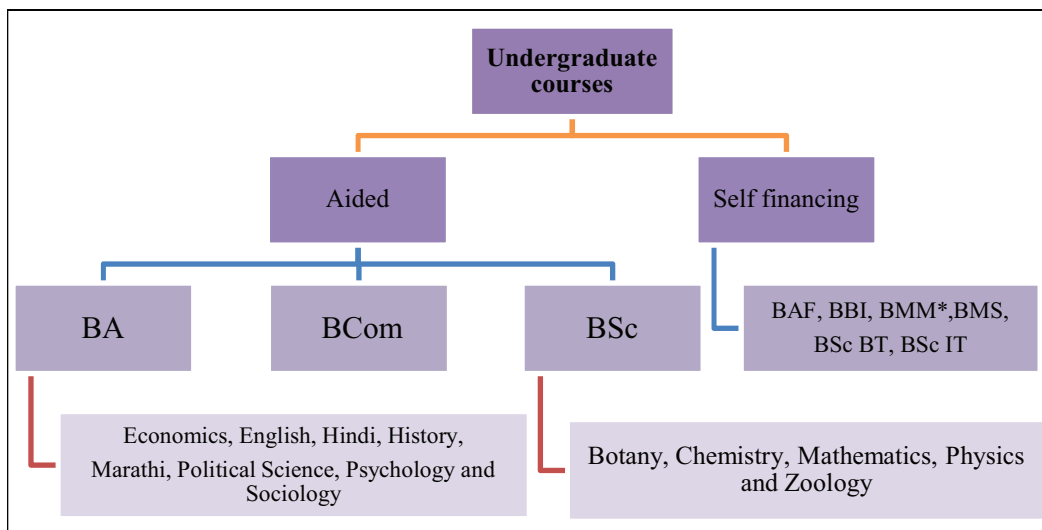 Undergraduate
courses
Aided
Self financing
BA
BCom
BSc
BAF, BBI, BMM*,BMS,
BSc BT, BSc IT
Economics, English, Hindi, History,
Marathi, Political Science, Psychology and
Sociology
Botany, Chemistry, Mathematics, Physics
and Zoology